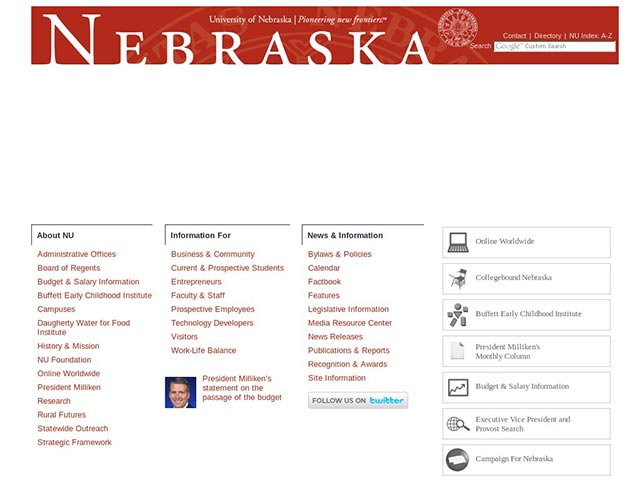 University of Nebraska | Pioneering new frontiers.™
NEBRASKA
Contact | Directory | NU Index: A-Z
Search Google™ Custom Search
About NU
Administrative Offices
Board of Regents
Budget & Salary Information
Buffett Early Childhood Institute
Campuses
Daugherty Water for Food
Institute
History & Mission
NU Foundation
Online Worldwide
President Milliken
Research
Rural Futures
Statewide Outreach
Strategic Framework
Information For
Business & Community
Current & Prospective Students
Entrepreneurs
Faculty & Staff
Prospective Employees
Technology Developers
Visitors
Work-Life Balance
President Milliken's
statement on the
passage of the budget
News & Information
Bylaws & Policies
Calendar
Factbook
Features
Legislative Information
Media Resource Center
News Releases
Publications & Reports
Recognition & Awards
Site Information
FOLLOW US ON twitter
Online Worldwide
Collegebound Nebraska
Buffett Early Childhood Institute
President Milliken's
Monthly Column
Budget & Salary Information
Executive Vice President and
Provost Search
Campaign For Nebraska